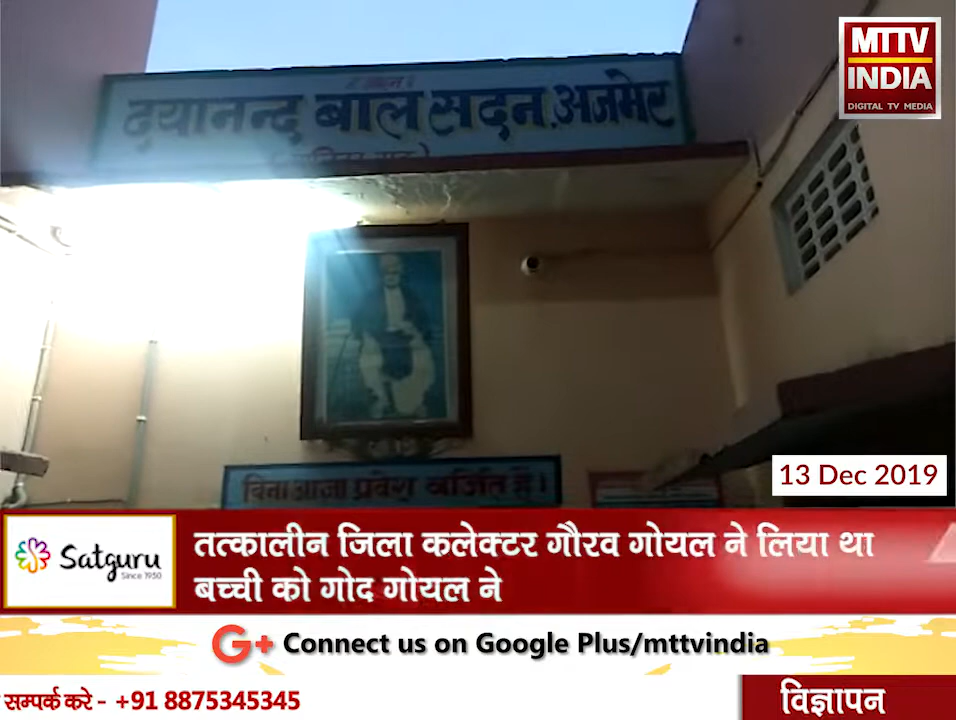 MTTV
INDIA
DIGITAL TV MEDIA
दयानन्द बाल सदन, अजमेर
बिना आज्ञा प्रवेश वर्जित है।
13 Dec 2019
Satguru
Since 1950
तत्कालीन जिला कलेक्टर गौरव गोयल ने लिया था
बच्ची को गोद गोयल ने
G+ Connect us on Google Plus/mttvindia
सम्पर्क करे - +91 8875345345
विज्ञापन